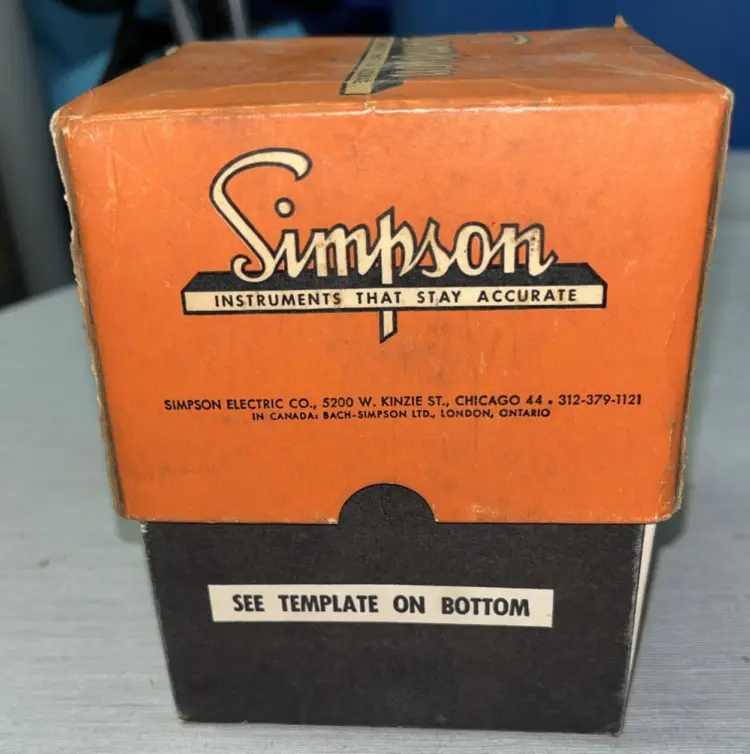 Simpson
INSTRUMENTS THAT STAY ACCURATE
SIMPSON ELECTRIC CO., 5200 W. KINZIE ST., CHICAGO 44 • 312-379-1121
IN CANADA: BACH-SIMPSON LTD., LONDON, ONTARIO
SEE TEMPLATE ON BOTTOM